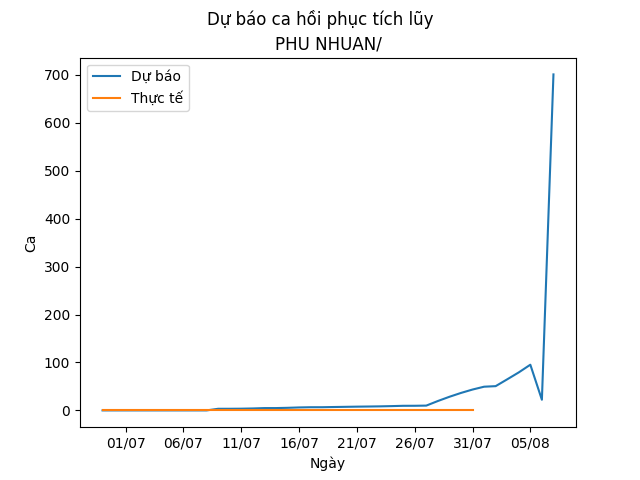 Dự báo ca hồi phục tích lũy
PHU NHUAN/
Dự báo
Thực tế
700
600
500
400
300
200
100
0
Ca
01/07 06/07 11/07 16/07 21/07 26/07 31/07 05/08
Ngày